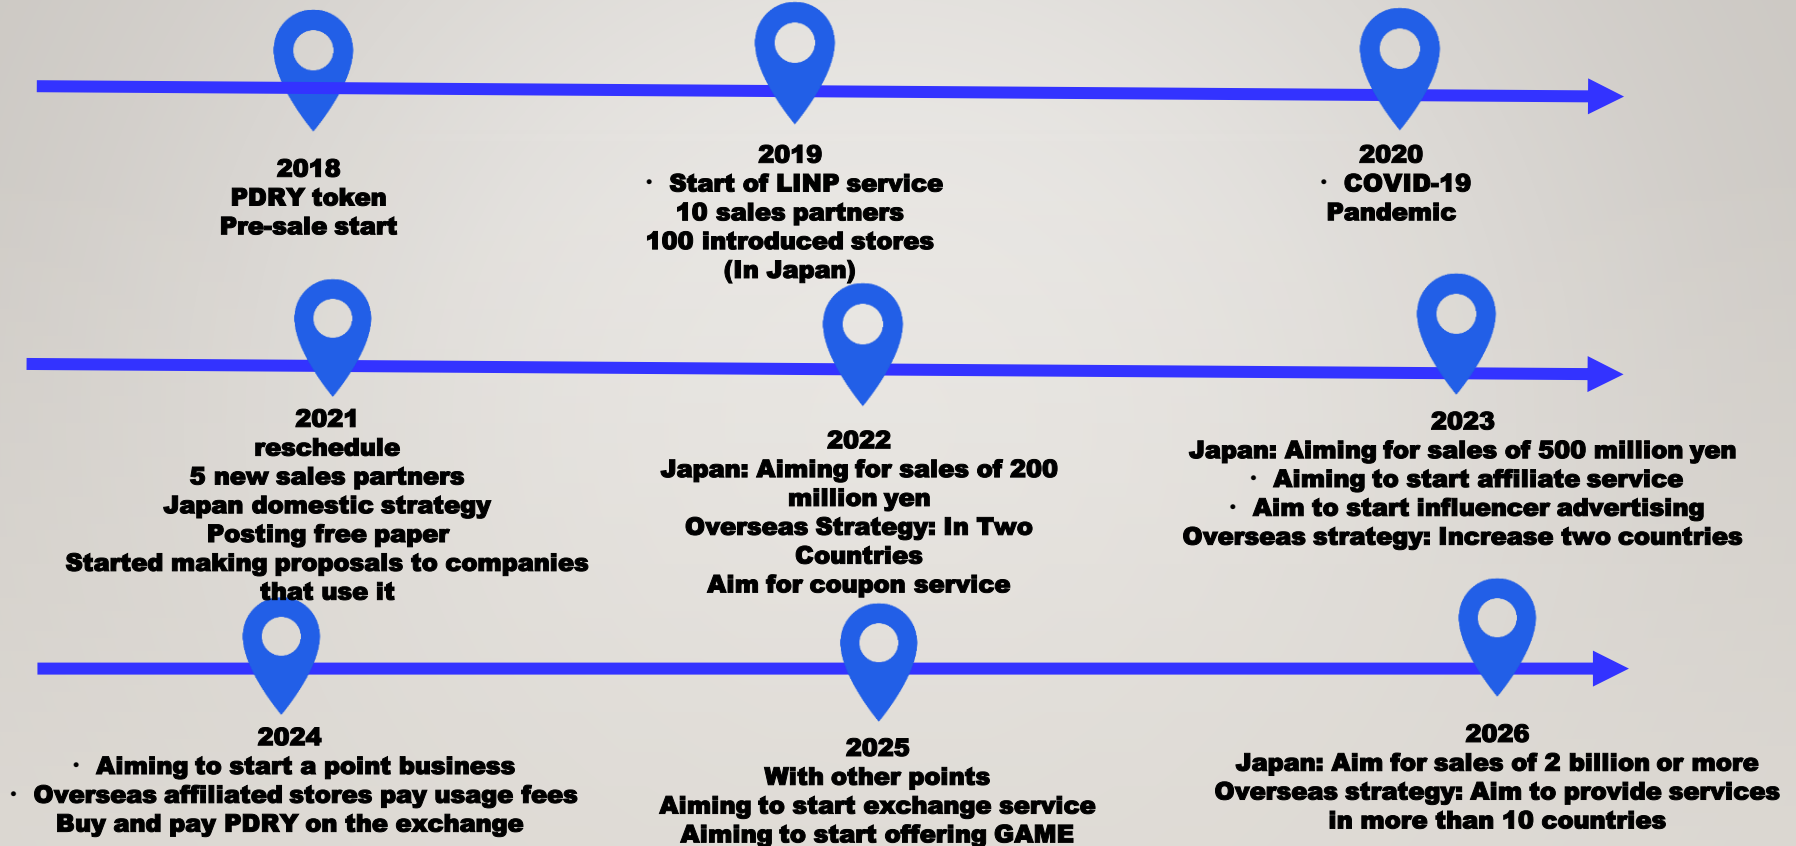 2018
PDRY token
Pre-sale start
2019
・ Start of LINP service
10 sales partners
100 introduced stores
(In Japan)
2020
・ COVID-19
Pandemic
2021
reschedule
5 new sales partners
Japan domestic strategy
Posting free paper
Started making proposals to companies
that use it
2022
Japan: Aiming for sales of 200
million yen
Overseas Strategy: In Two
Countries
Aim for coupon service
2023
Japan: Aiming for sales of 500 million yen
・ Aiming to start affiliate service
・ Aim to start influencer advertising
Overseas strategy: Increase two countries
2024
・ Aiming to start a point business
・ Overseas affiliated stores pay usage fees
Buy and pay PDRY on the exchange
2025
With other points
Aiming to start exchange service
Aiming to start offering GAME
2026
Japan: Aim for sales of 2 billion or more
Overseas strategy: Aim to provide services
in more than 10 countries